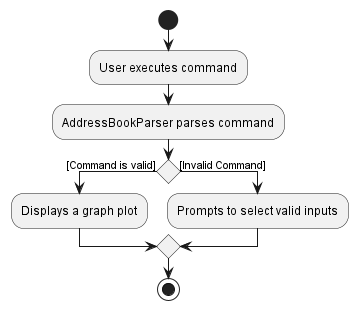 User executes command
AddressBookParser parses command
[Command is valid]
[Invalid Command]
Displays a graph plot
Prompts to select valid inputs